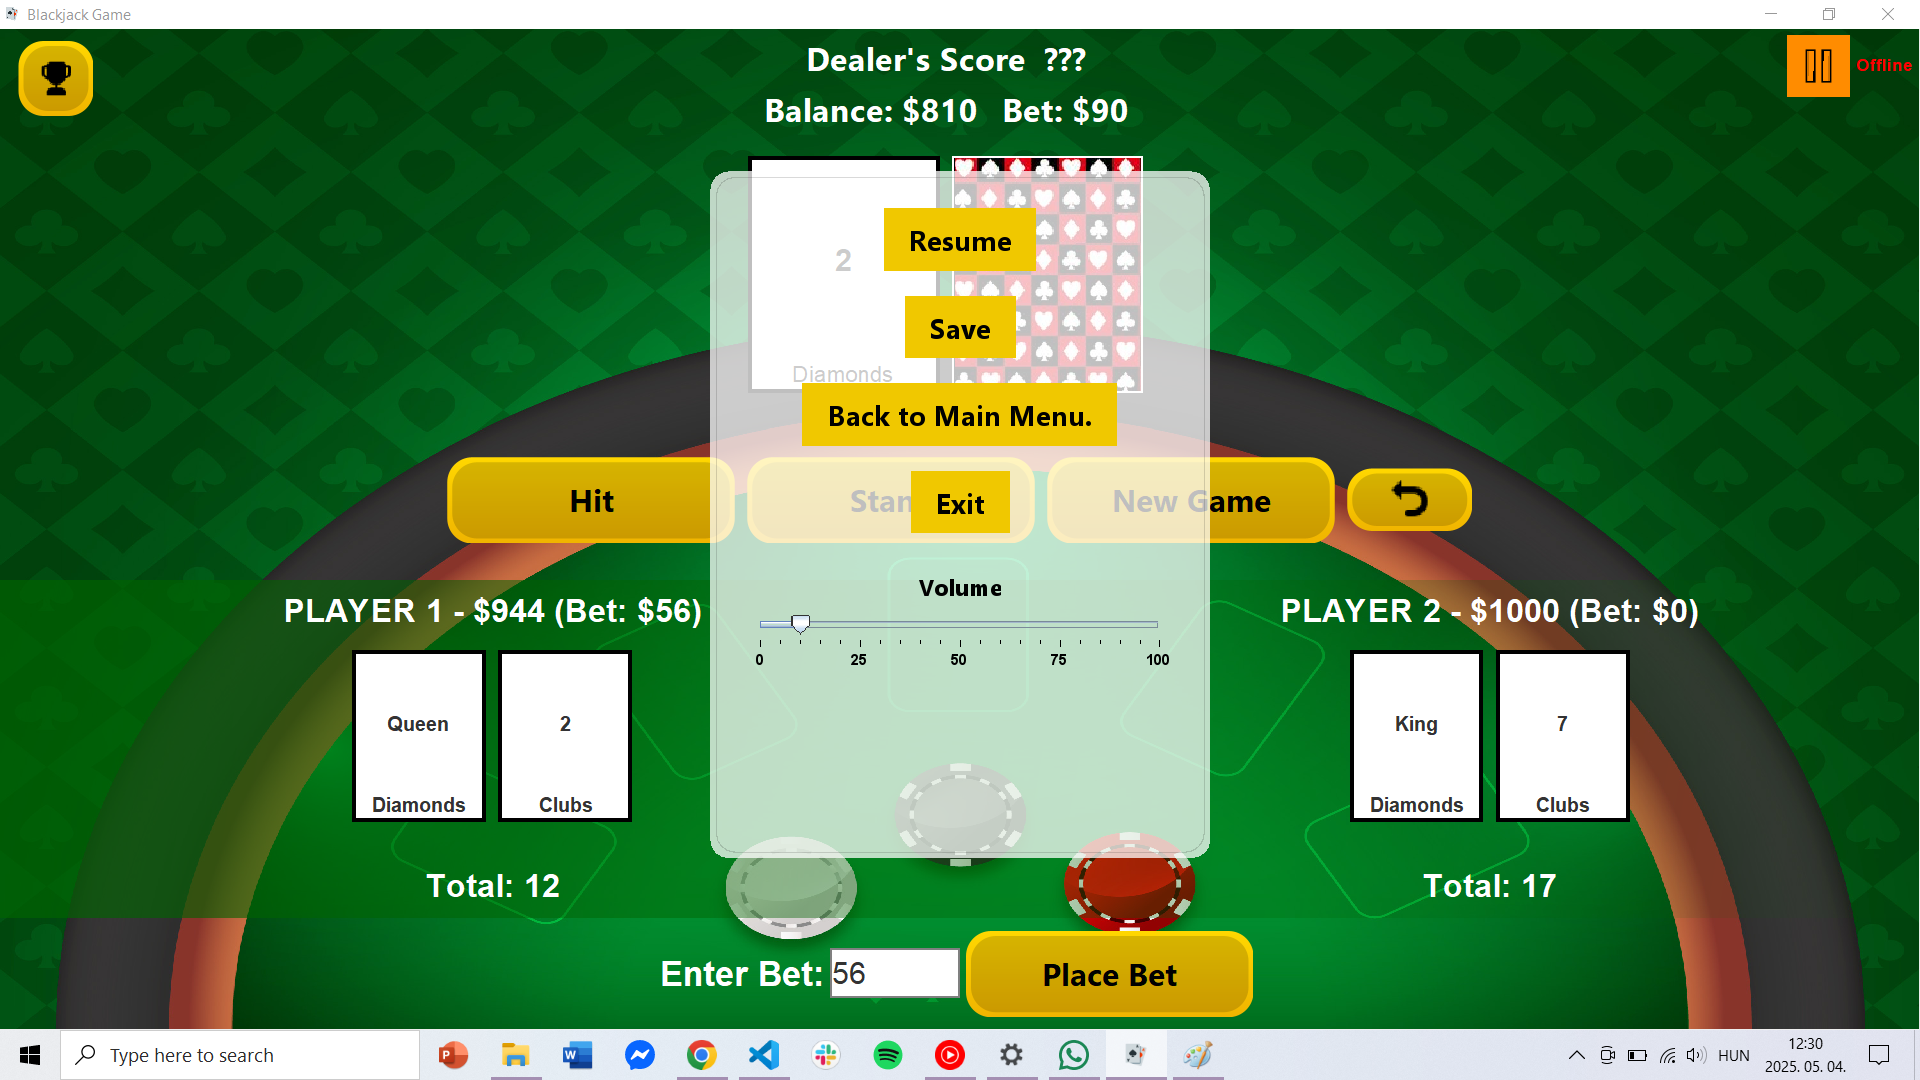 Blackjack Game
Dealer's Score ???
Offline
Balance: $810 Bet: $90
2
Diamonds
Resume
Save
Back to Main Menu.
Hit
Stan
Exit
New Game
Volume
0 25 50 75 100
PLAYER 1 - $944 (Bet: $56)
Queen
Diamonds
2
Clubs
Total: 12
PLAYER 2 - $1000 (Bet: $0)
King
Diamonds
7
Clubs
Total: 17
Enter Bet: 56
Place Bet
Type here to search
HUN
12:30
2025. 05. 04.